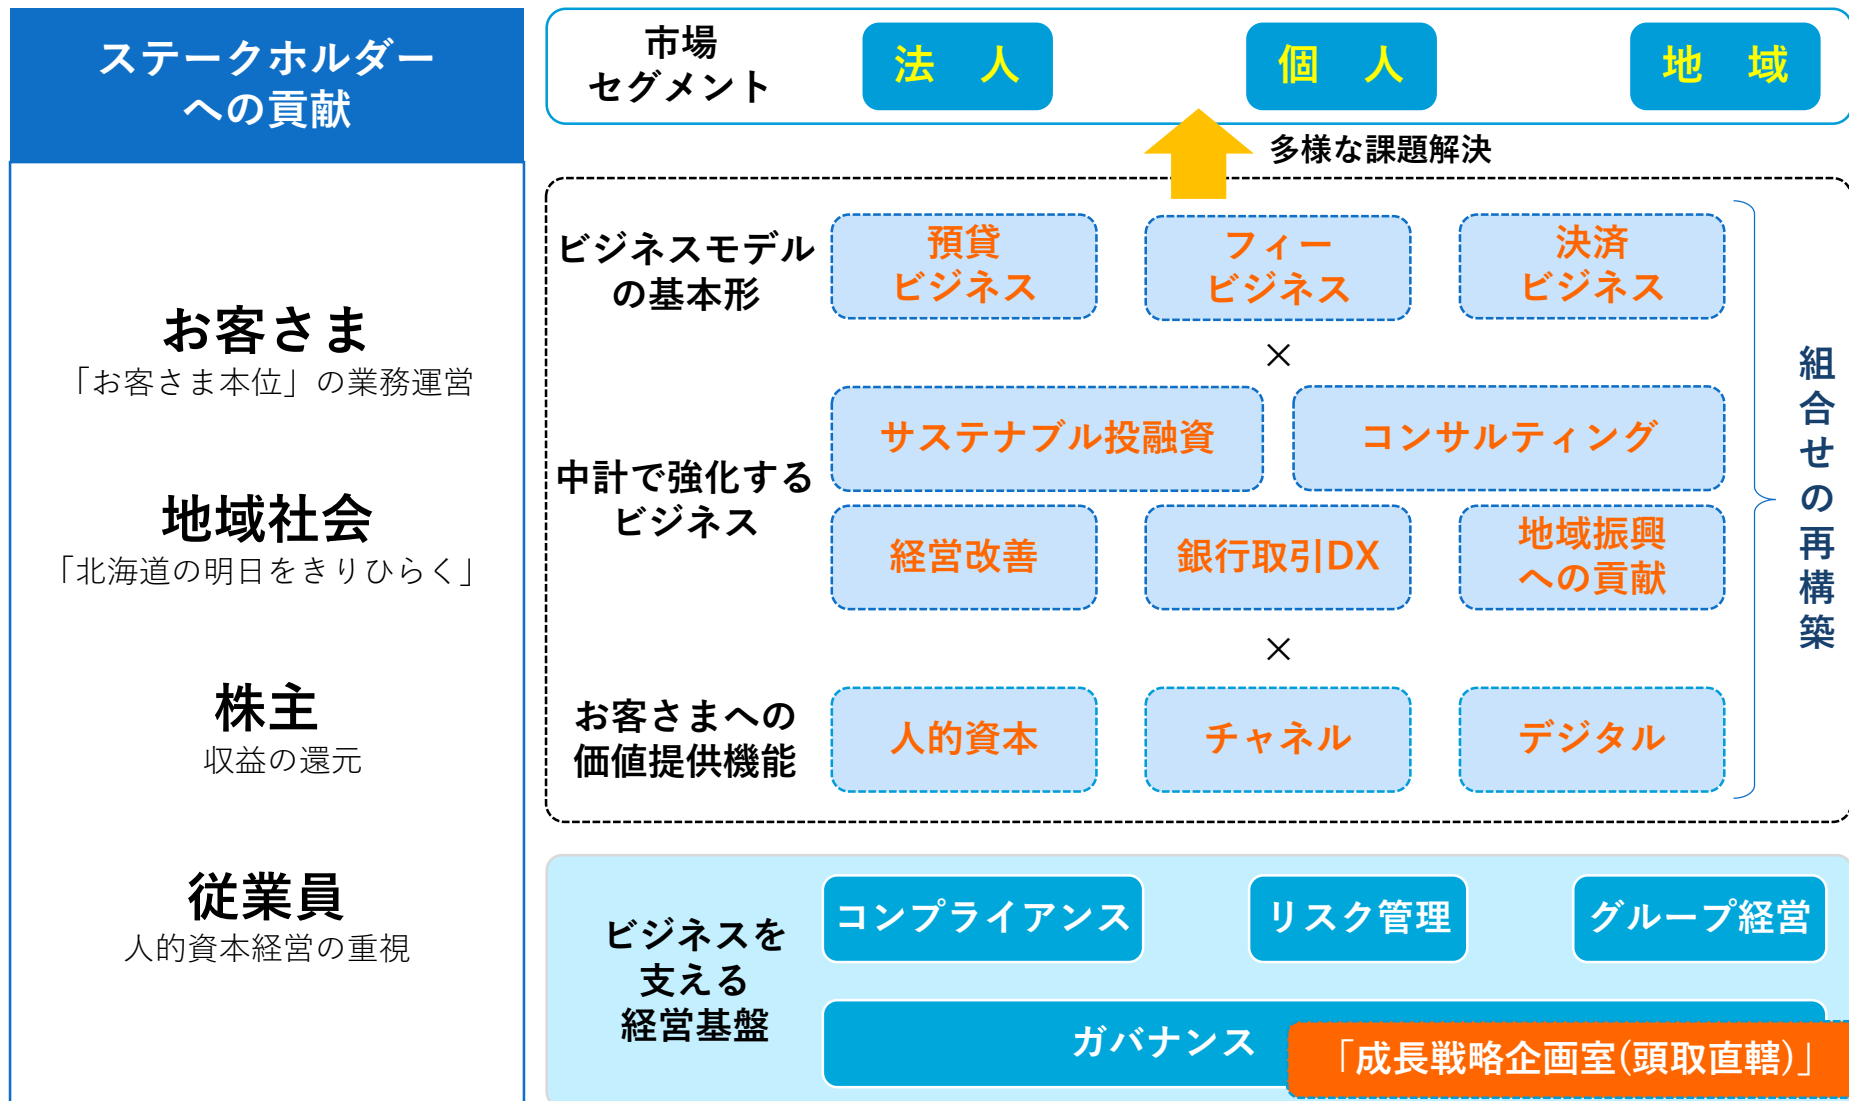 ステークホルダー
への貢献
お客さま
「お客さま本位」の業務運営
地域社会
「北海道の明日をきりひらく」
株主
収益の還元
従業員
人的資本経営の重視
市場
セグメント
法　人
個　人
地　域
多様な課題解決
ビジネスモデル
の基本形
預貸
ビジネス
フィー
ビジネス
決済
ビジネス
×
中計で強化する
ビジネス
サステナブル投融資
コンサルティング
経営改善
銀行取引DX
地域振興
への貢献
×
お客さまへの
価値提供機能
人的資本
チャネル
デジタル
組合せの再構築
ビジネスを
支える
経営基盤
コンプライアンス
リスク管理
グループ経営
ガバナンス
「成長戦略企画室(頭取直轄)」